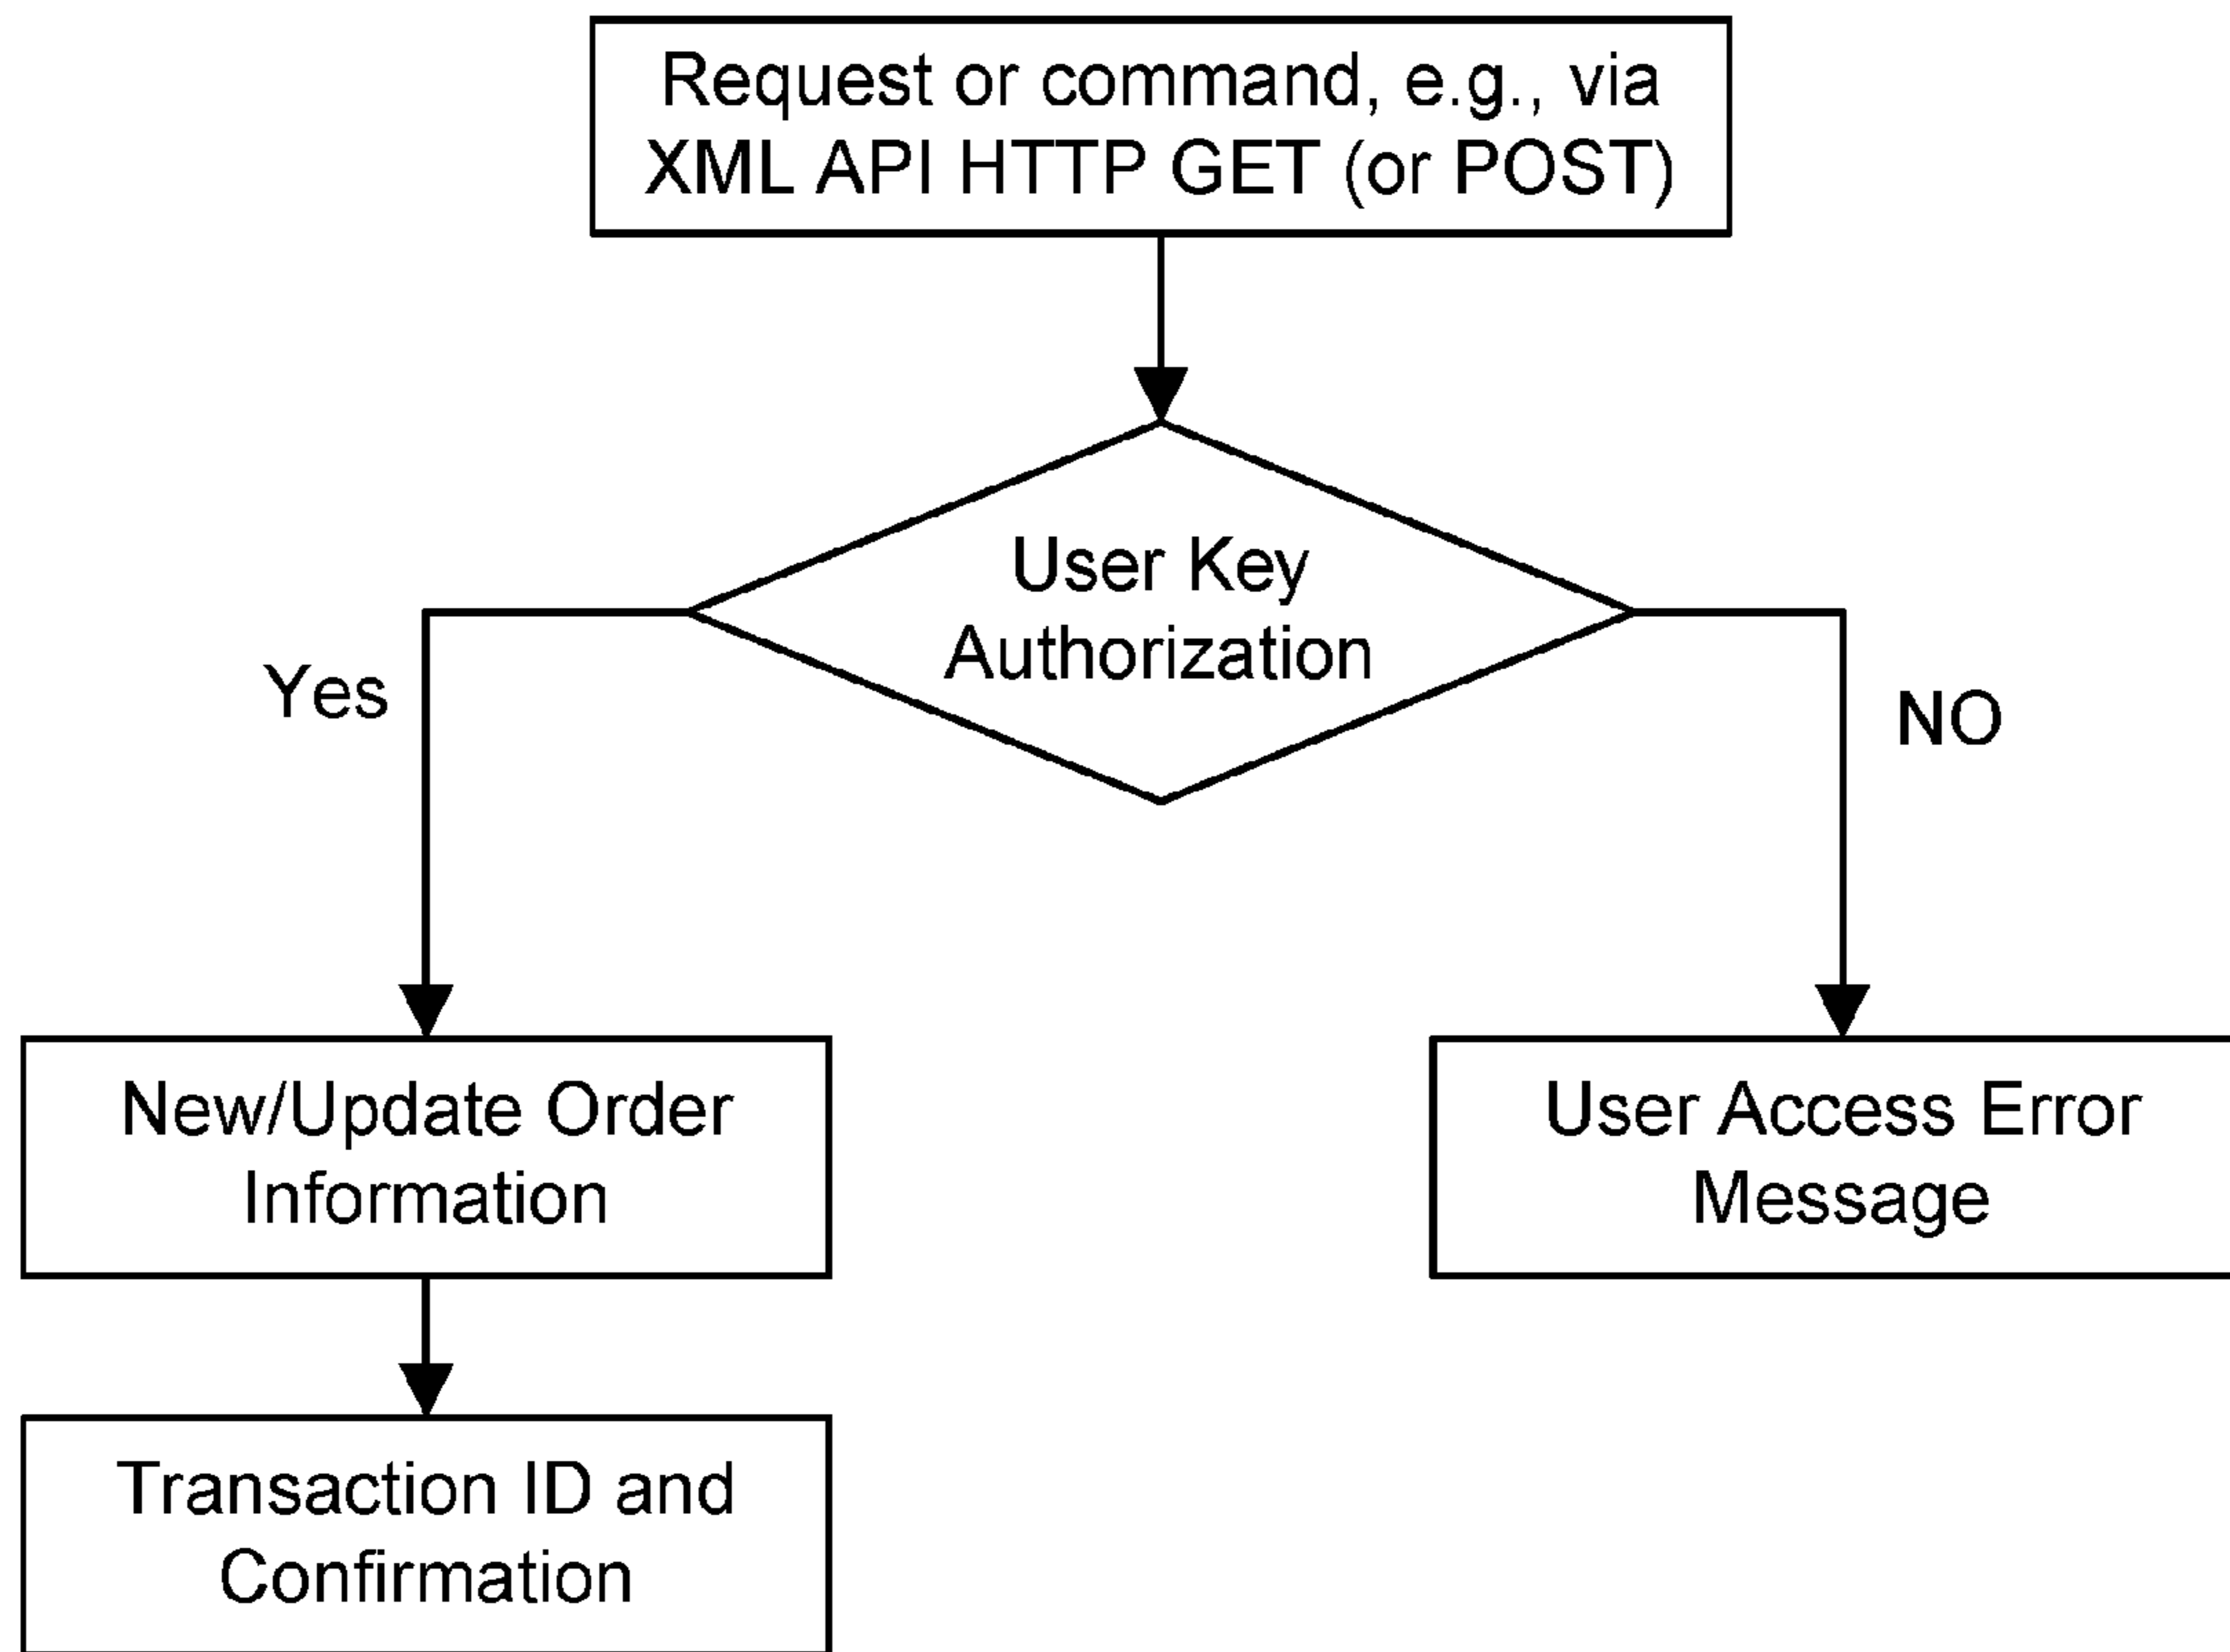 Request or command, e.g., via
XML API HTTP GET (or POST)
User Key
Authorization
Yes
NO
New/Update Order
Information
User Access Error
Message
Transaction ID and
Confirmation